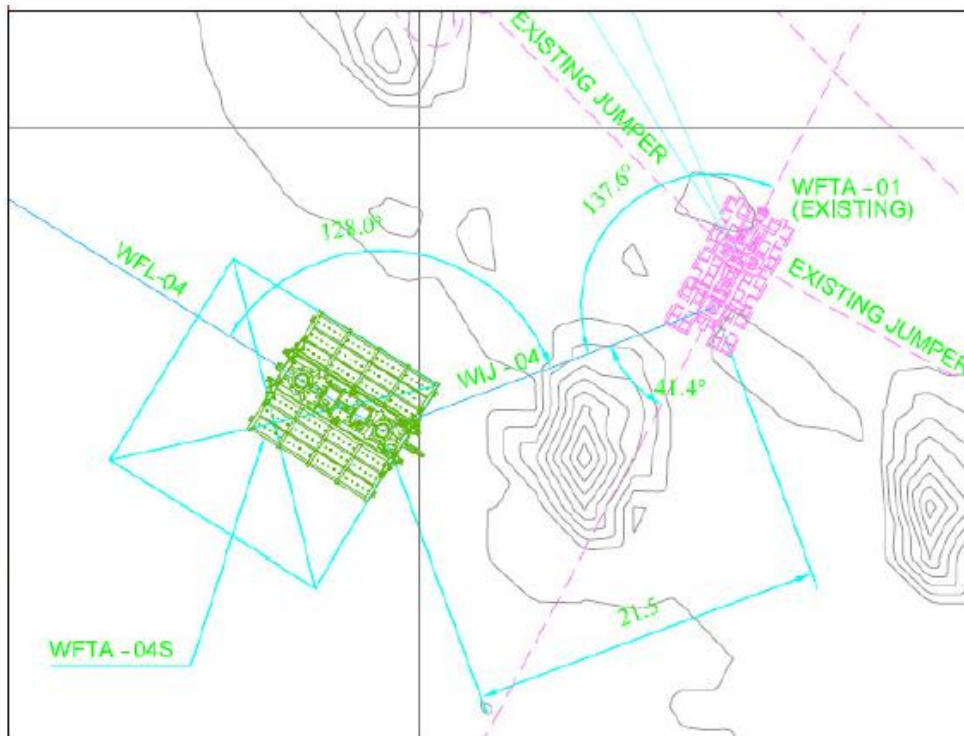 EXISTING JUMPER
137.6°
WFTA-01
(EXISTING)
128.0°
WFL-04
EXISTING JUMPER
WIJ-04
41.4°
21.5
WFTA-04S